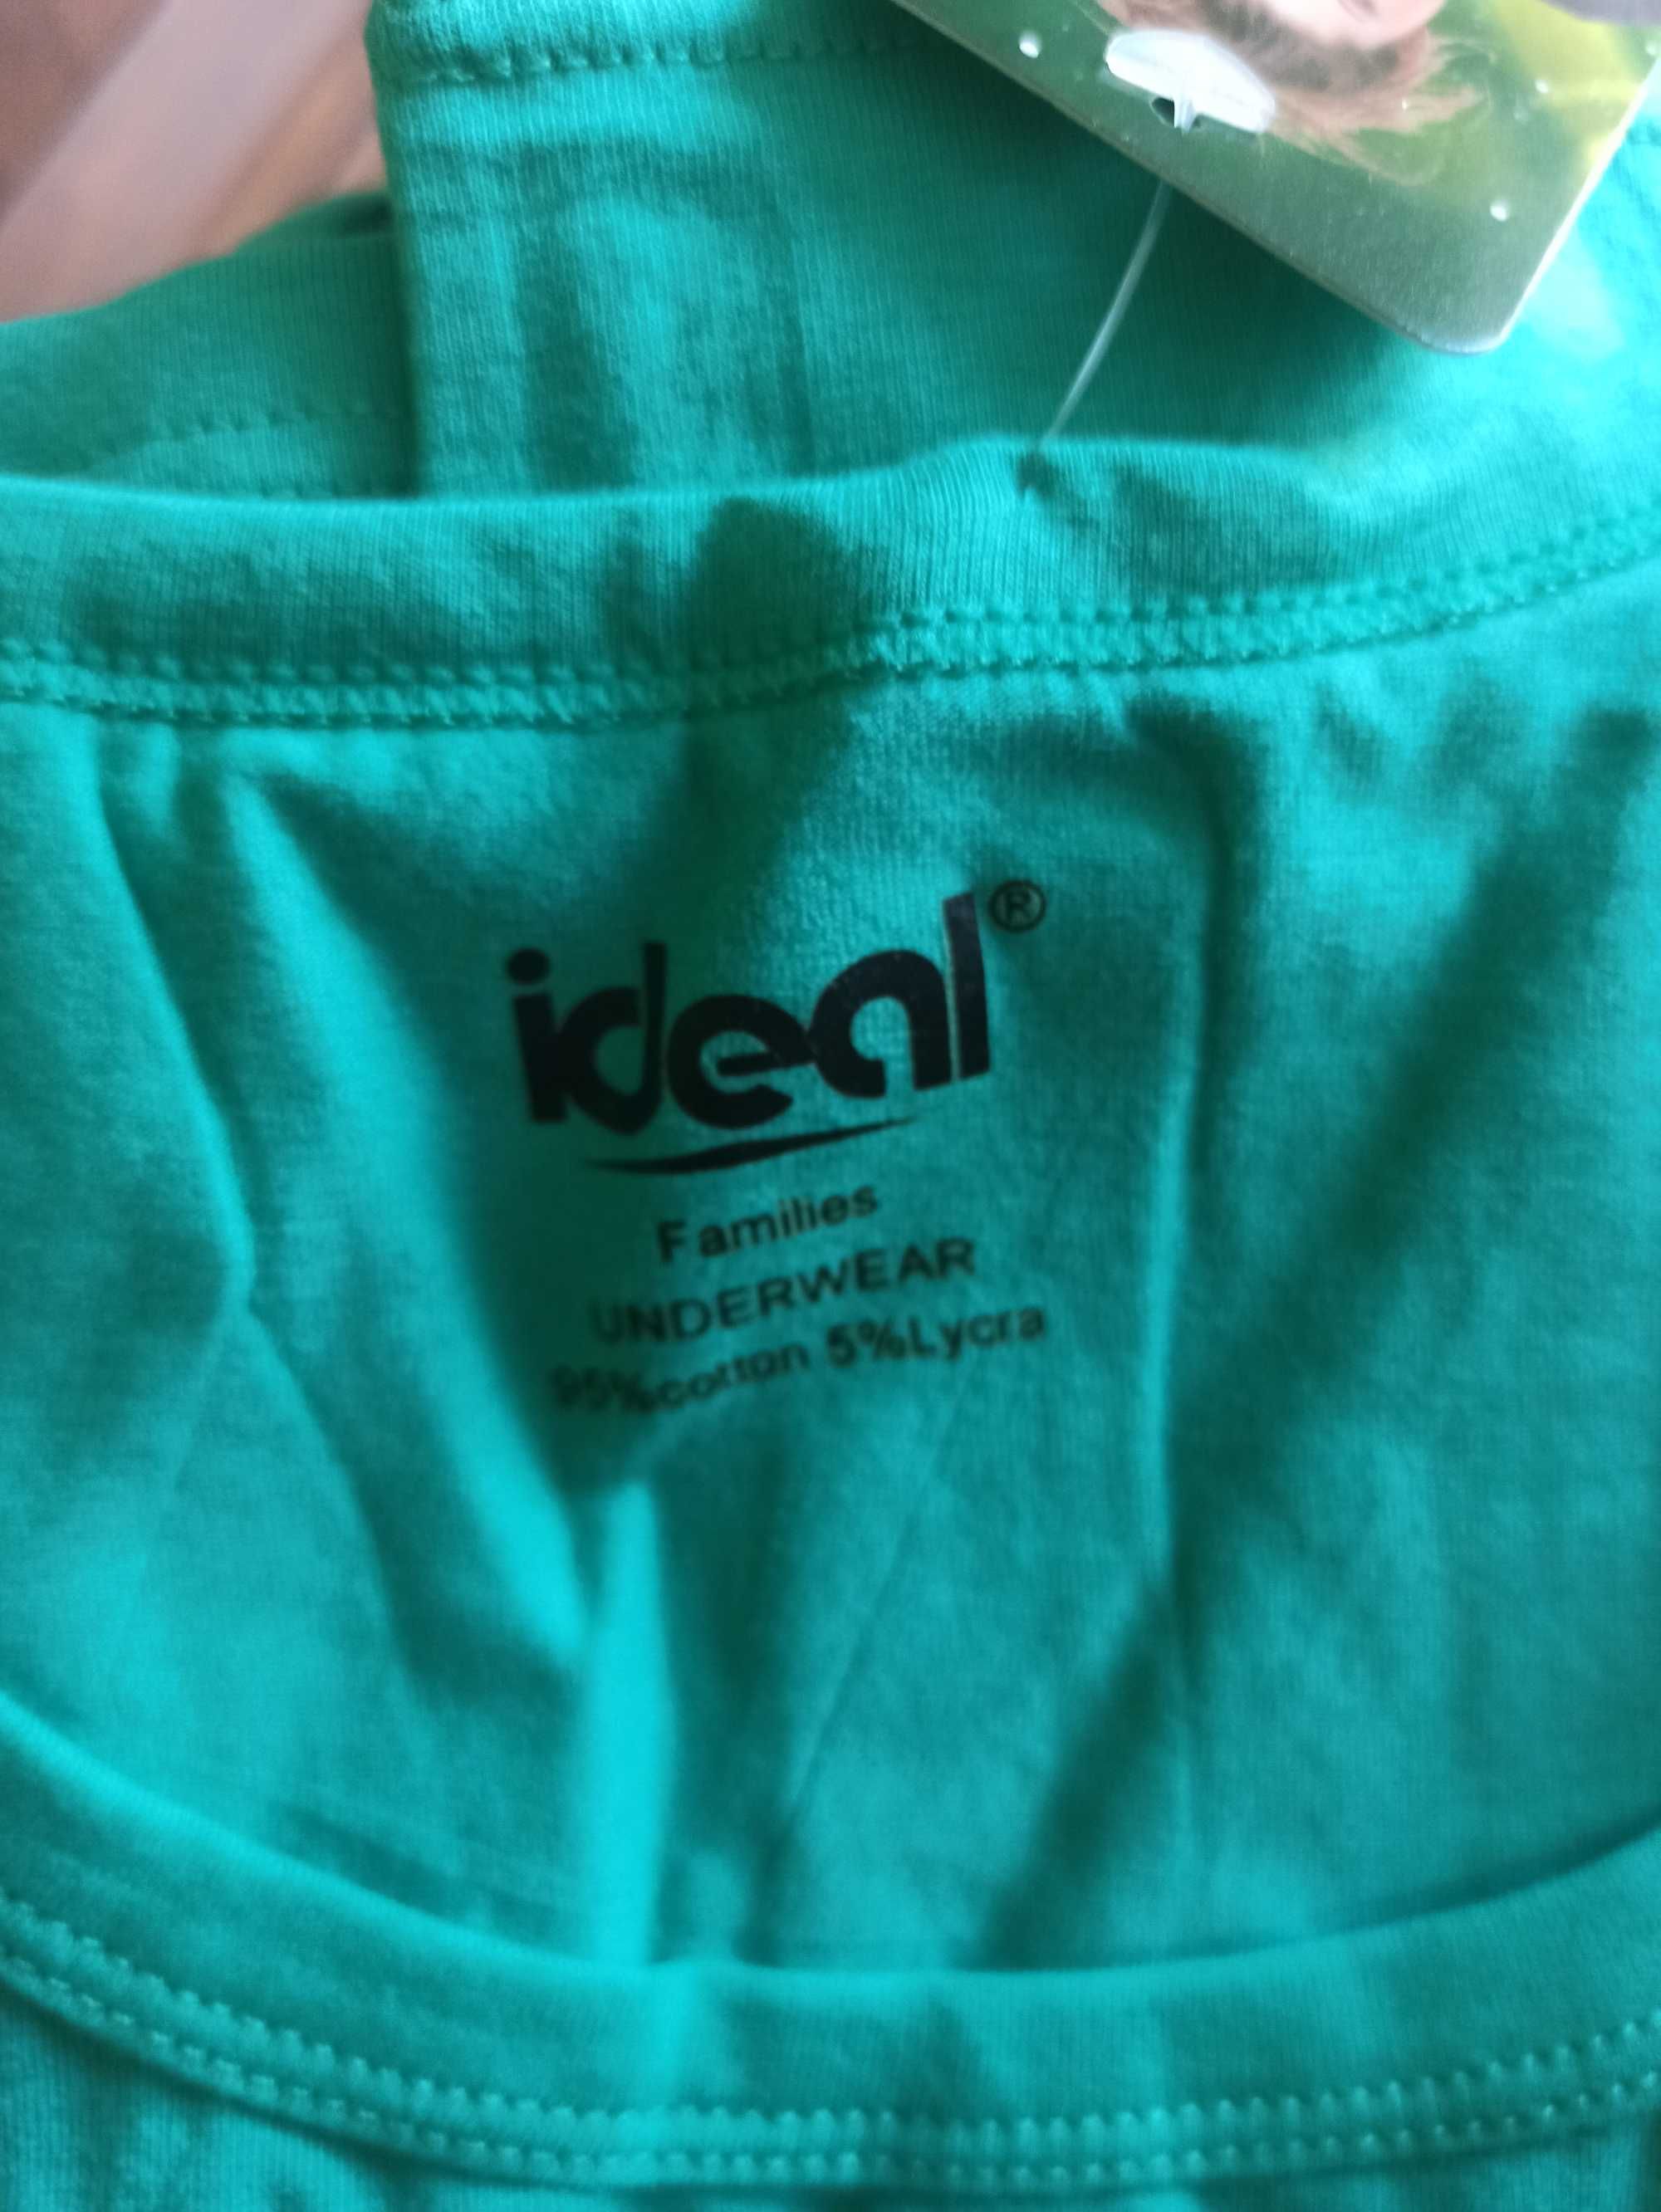 ideal®
Families
UNDERWEAR
95%cotton 5%Lycra